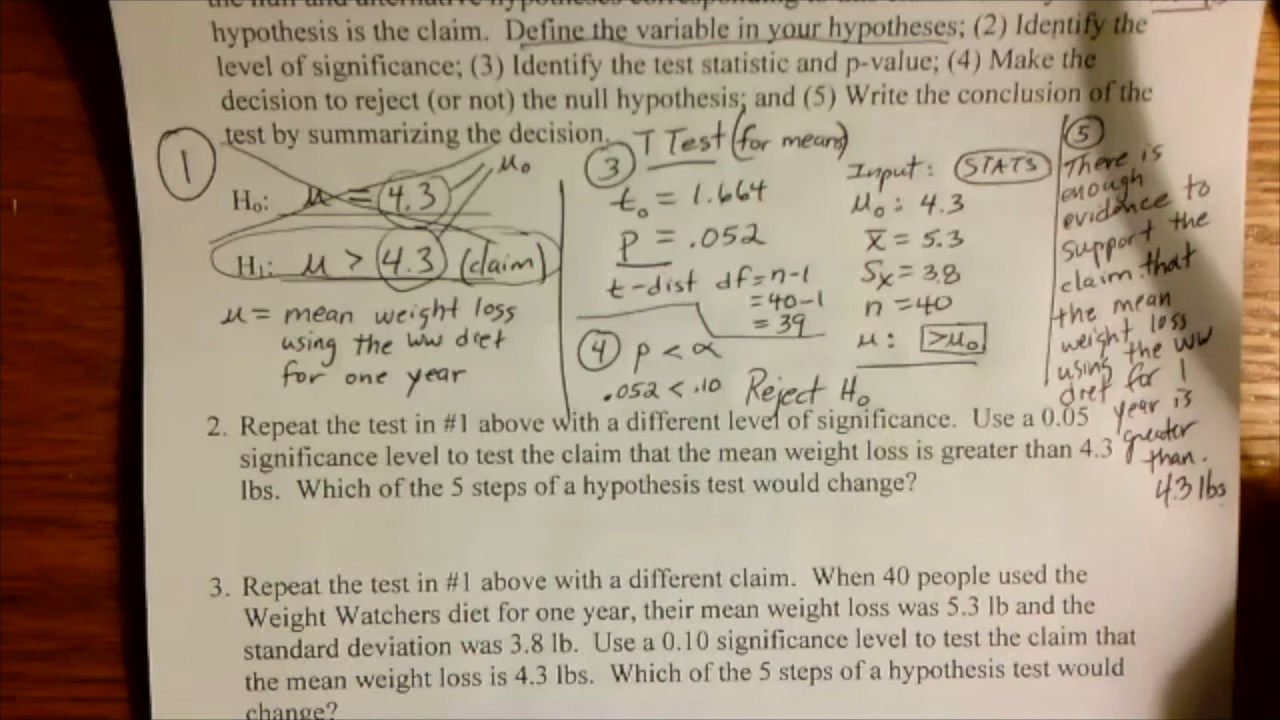 hypothesis is the claim. Define the variable in your hypotheses; (2) Identify the
level of significance; (3) Identify the test statistic and p-value; (4) Make the
decision to reject (or not) the null hypothesis; and (5) Write the conclusion of the
test by summarizing the decision.
1
μ₀
H₀: μ = 4.3
H₁: μ > 4.3 (claim)
μ = mean weight loss
using the WW diet
for one year
3 T Test (for means)
t₀ = 1.664
P = .052
t-dist df = n-1
= 40-1
= 39
Input: STATS
μ₀: 4.3
x̄ = 5.3
Sx = 3.8
n = 40
μ: >μ₀
4 P < α
.052 < .10 Reject H₀
5
There is
enough
evidence to
support the
claim that
the mean
weight loss
using the WW
diet for 1
year is
greater
than
4.3 lbs
2. Repeat the test in #1 above with a different level of significance. Use a 0.05
significance level to test the claim that the mean weight loss is greater than 4.3
lbs. Which of the 5 steps of a hypothesis test would change?
3. Repeat the test in #1 above with a different claim. When 40 people used the
Weight Watchers diet for one year, their mean weight loss was 5.3 lb and the
standard deviation was 3.8 lb. Use a 0.10 significance level to test the claim that
the mean weight loss is 4.3 lbs. Which of the 5 steps of a hypothesis test would
change?